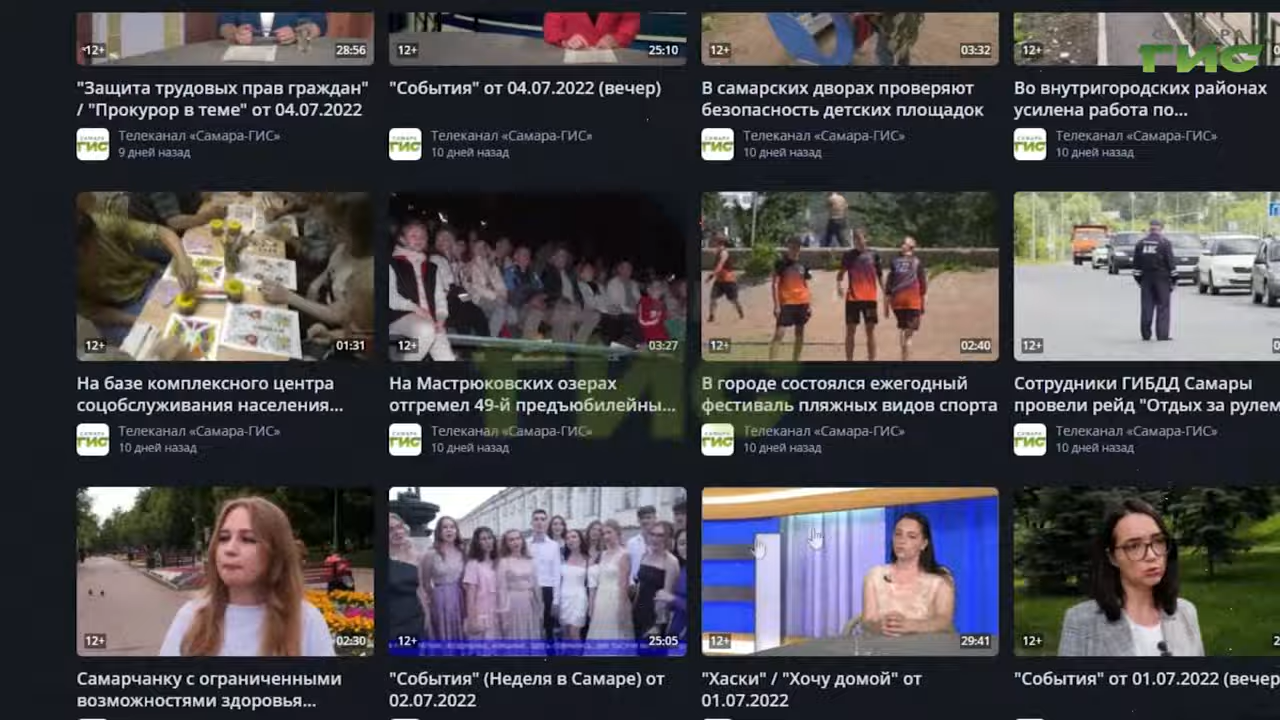 12+
28:56
12+
25:10
12+
03:32
12+
САМАРА
ГИС
"Защита трудовых прав граждан"
/ "Прокурор в теме" от 04.07.2022
"События" от 04.07.2022 (вечер)
В самарских дворах проверяют
безопасность детских площадок
Во внутригородских районах
усилена работа по...
Телеканал «Самара-ГИС»
9 дней назад
Телеканал «Самара-ГИС»
10 дней назад
Телеканал «Самара-ГИС»
10 дней назад
Телеканал «Самара-ГИС»
10 дней назад
12+
01:31
12+
03:27
12+
02:40
12+
ГИС
На базе комплексного центра
соцобслуживания населения...
На Мастрюковских озерах
отгремел 49-й предъюбилейны...
В городе состоялся ежегодный
фестиваль пляжных видов спорта
Сотрудники ГИБДД Самары
провели рейд "Отдых за рулем
Телеканал «Самара-ГИС»
10 дней назад
Телеканал «Самара-ГИС»
10 дней назад
Телеканал «Самара-ГИС»
10 дней назад
Телеканал «Самара-ГИС»
10 дней назад
12+
02:30
12+
25:05
12+
29:41
12+
Самарчанку с ограниченными
возможностями здоровья...
"События" (Неделя в Самаре) от
02.07.2022
"Хаски" / "Хочу домой" от
01.07.2022
"События" от 01.07.2022 (вечер